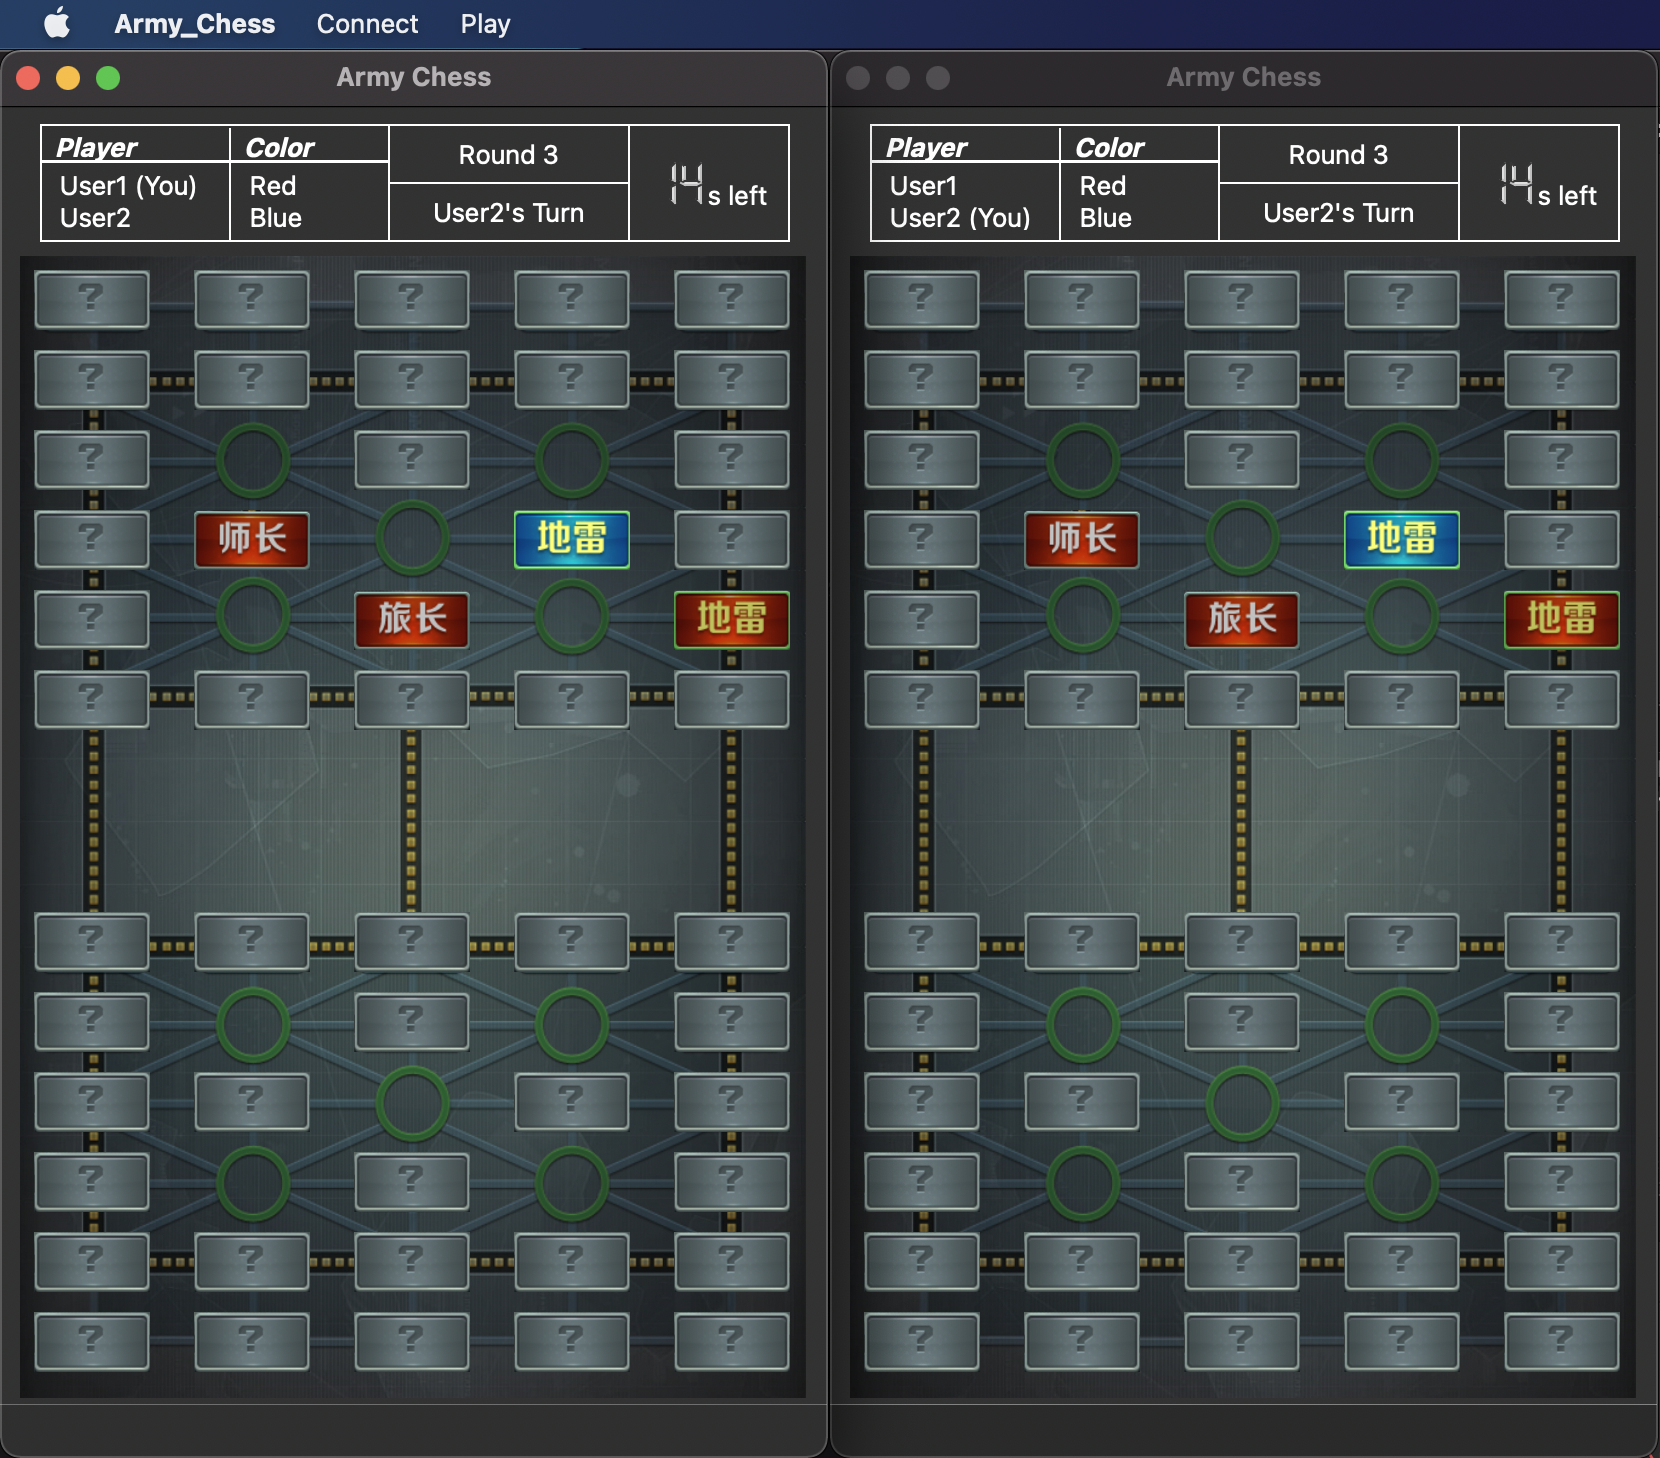 Army_Chess Connect Play
Army Chess
Player Color
User1 (You) Red
User2 Blue
Round 3
User2's Turn
14 s left
? ? ? ? ?
? ? ? ? ?
? ? ?
? 师长 地雷 ?
? 旅长 地雷
? ? ? ? ?
? ? ? ? ?
? ? ?
? ? ? ?
? ? ?
? ? ? ? ?
? ? ? ? ?
Army Chess
Player Color
User1 Red
User2 (You) Blue
Round 3
User2's Turn
14 s left
? ? ? ? ?
? ? ? ? ?
? ? ?
? 师长 地雷 ?
? 旅长 地雷
? ? ? ? ?
? ? ? ? ?
? ? ?
? ? ? ?
? ? ?
? ? ? ? ?
? ? ? ? ?